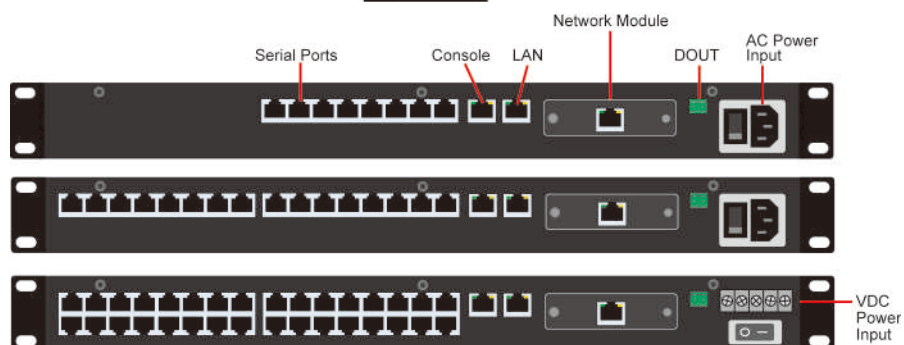 Network Module
Serial Ports
Console
LAN
DOUT
AC Power
Input
VDC
Power
Input